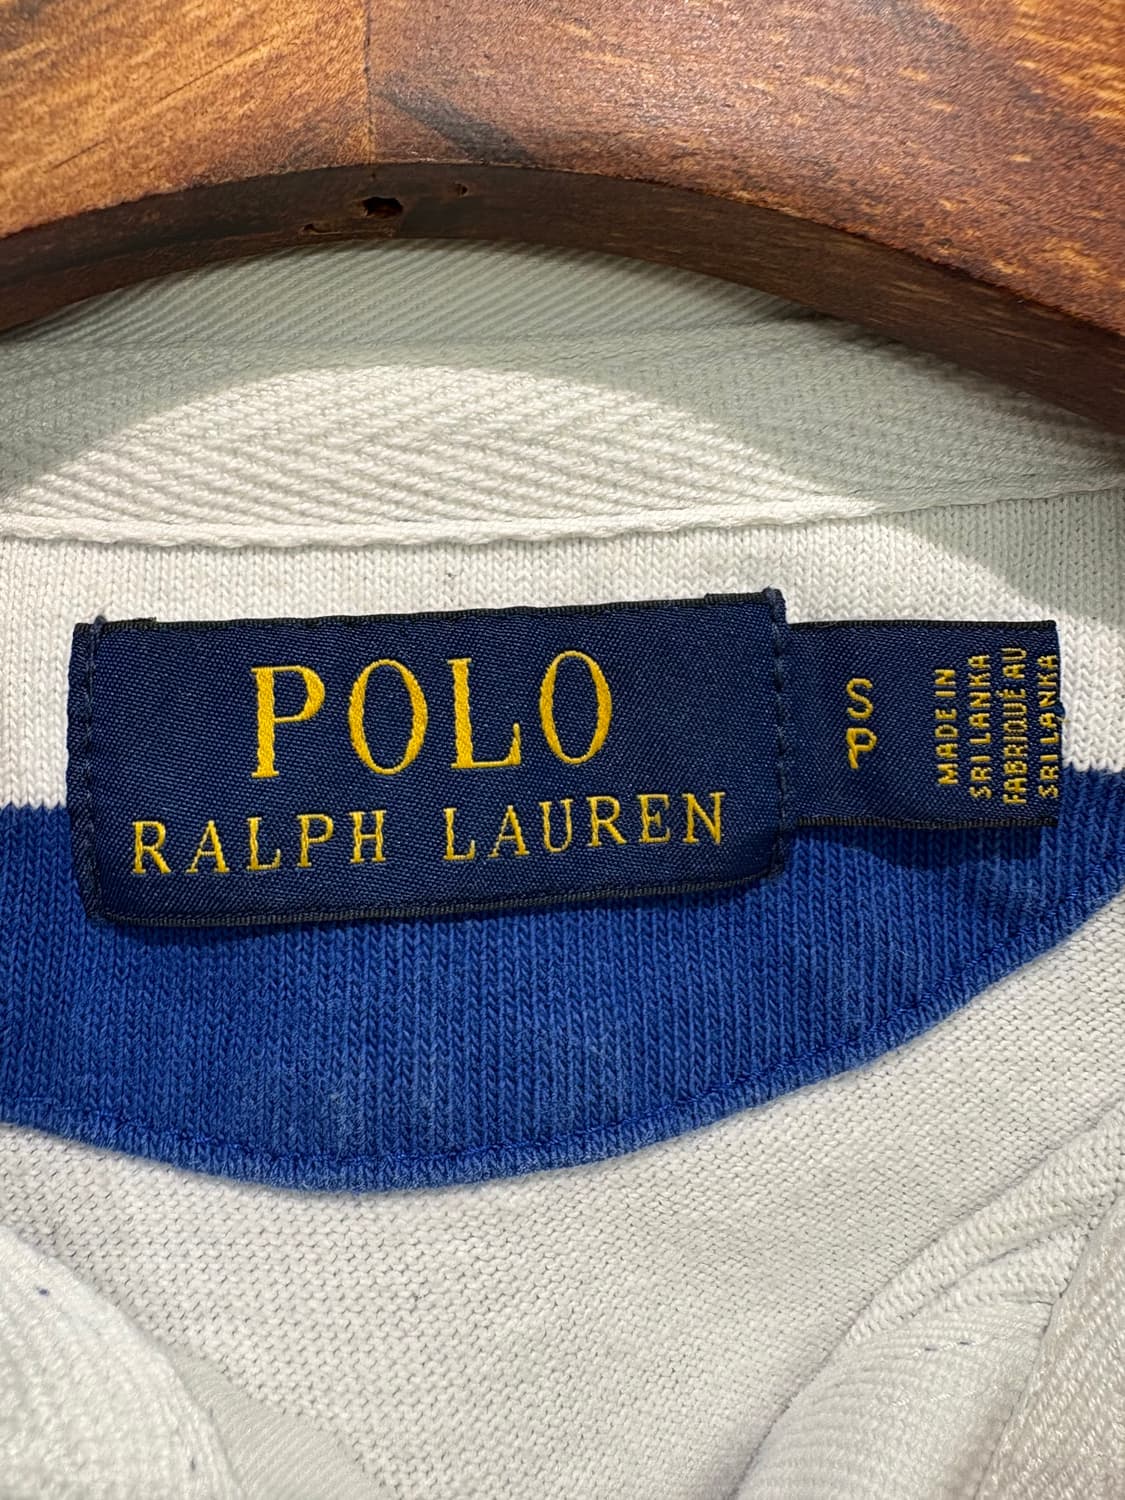 POLO
RALPH LAUREN
S
P
MADE IN
SRI LANKA
FABRIQUÉ AU
SRI LANKA